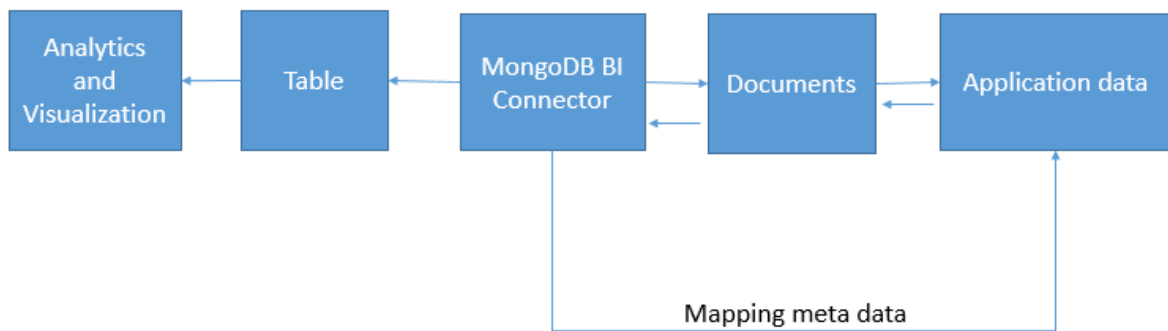 Analytics
and
Visualization
Table
MongoDB BI
Connector
Documents
Application data
Mapping meta data